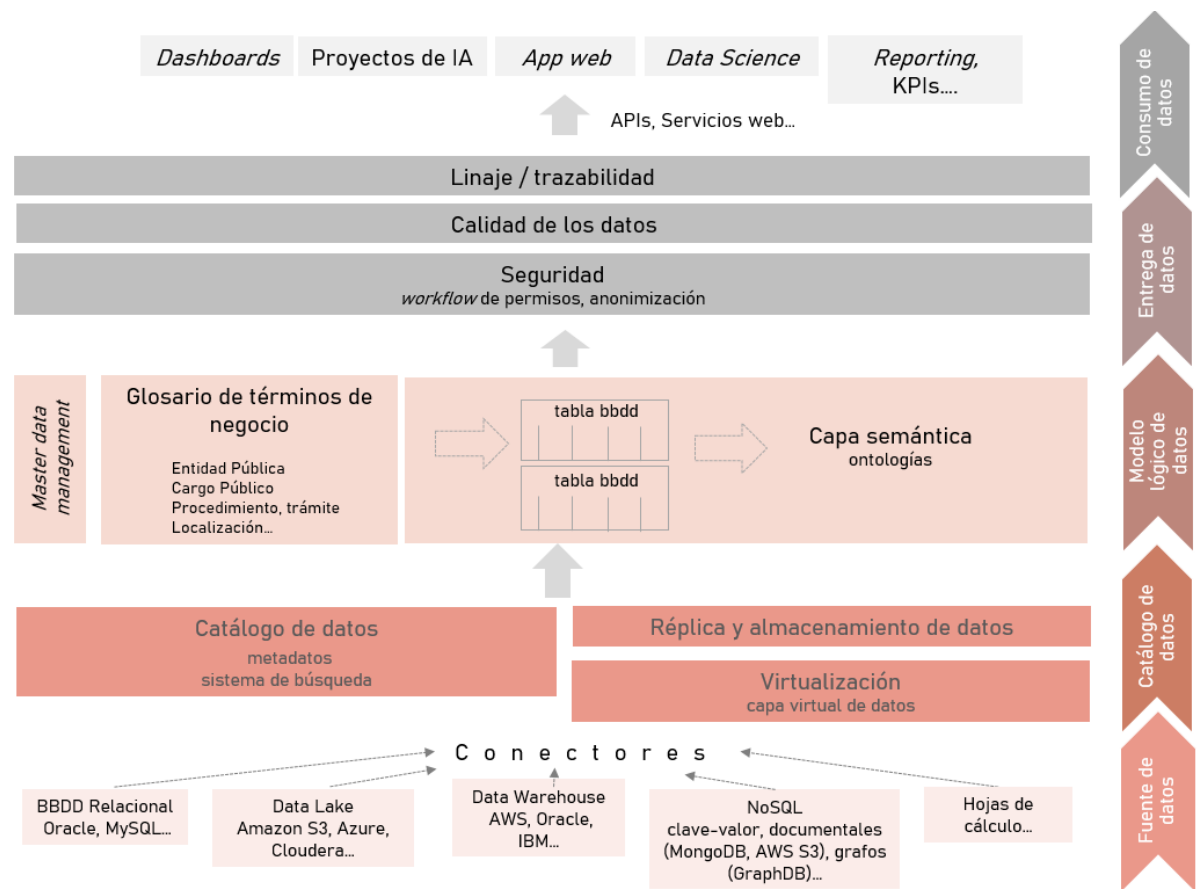 Dashboards
Proyectos de IA
App web
Data Science
Reporting,
KPIs....
APIs, Servicios web...
Consumo de
datos
Linaje / trazabilidad
Calidad de los datos
Seguridad
workflow de permisos, anonimización
Entrega de
datos
Master data
management
Glosario de términos de
negocio
Entidad Pública
Cargo Público
Procedimiento, trámite
Localización...
tabla bbdd
tabla bbdd
Capa semántica
ontologías
Modelo
lógico de
datos
Catálogo de datos
metadatos
sistema de búsqueda
Réplica y almacenamiento de datos
Virtualización
capa virtual de datos
Catálogo de
datos
Conectores
BBDD Relacional
Oracle, MySQL...
Data Lake
Amazon S3, Azure,
Cloudera...
Data Warehouse
AWS, Oracle,
IBM...
NoSQL
clave-valor, documentales
(MongoDB, AWS S3), grafos
(GraphDB)...
Hojas de
cálculo...
Fuente de
datos